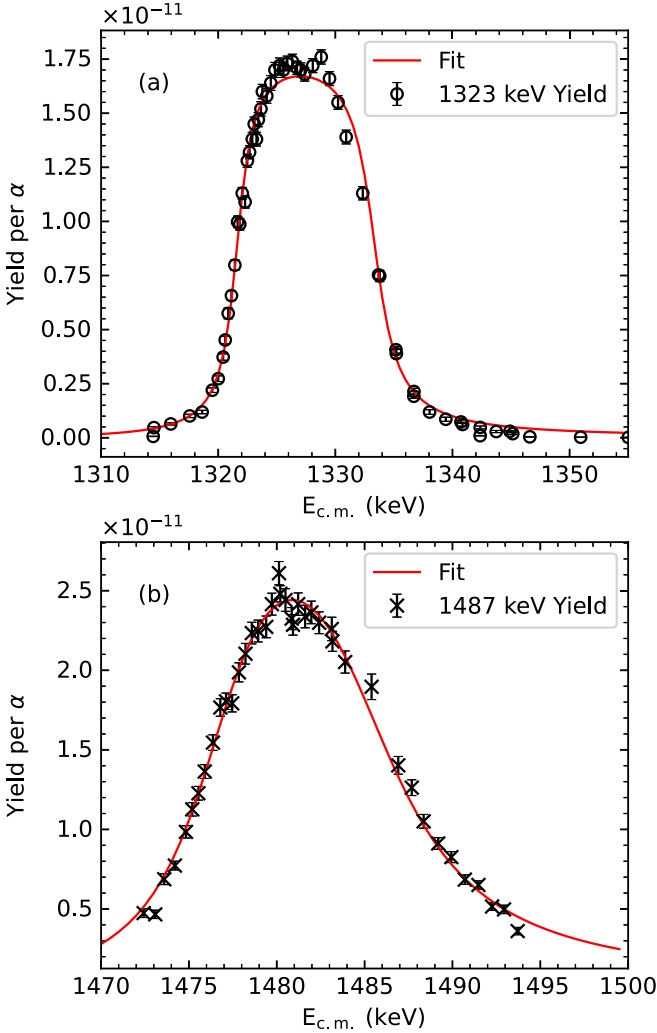 ×10⁻¹¹
(a)
Fit
1323 keV Yield
Yield per α
1.75
1.50
1.25
1.00
0.75
0.50
0.25
0.00
1310 1320 1330 1340 1350
E_c.m. (keV)
×10⁻¹¹
(b)
Fit
1487 keV Yield
Yield per α
2.5
2.0
1.5
1.0
0.5
1470 1475 1480 1485 1490 1495 1500
E_c.m. (keV)